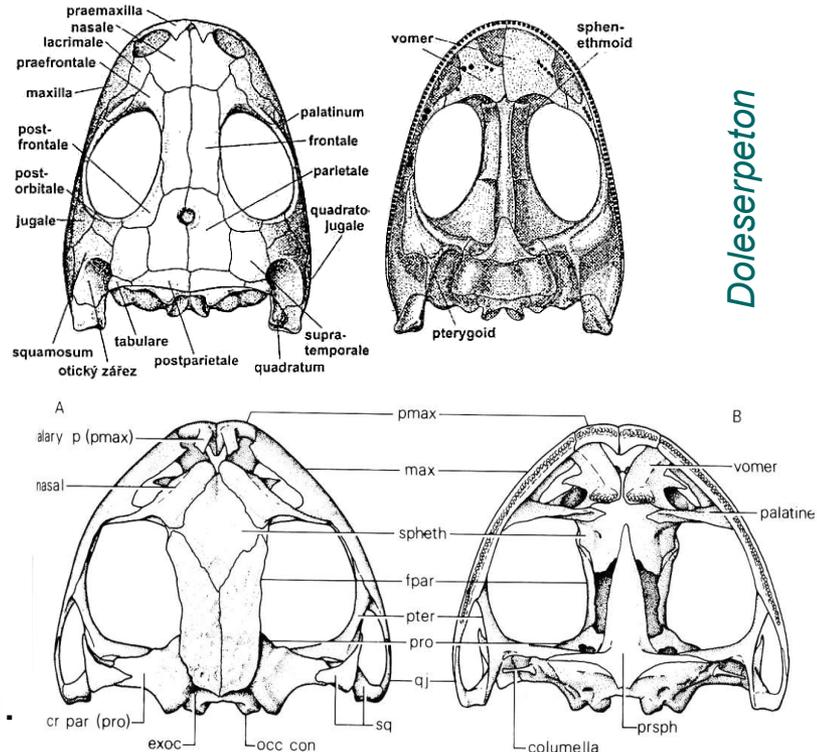 praemaxilla
nasale
lacrimale
praefrontale
maxilla
post-
frontale
post-
orbitale
jugale
squamosum
otický zářez
tabulare
postparietale
quadratum
supra-
temporale
quadrato-
jugale
parietale
frontale
palatinum
vomer
sphen-
ethmoid
pterygoid
Doleserpeton
A
alary p (pmax)
nasal
cr par (pro)
exoc
occ con
sq
pmax
max
spheth
fpar
pter
pro
qj
B
vomer
palatine
prsph
columella